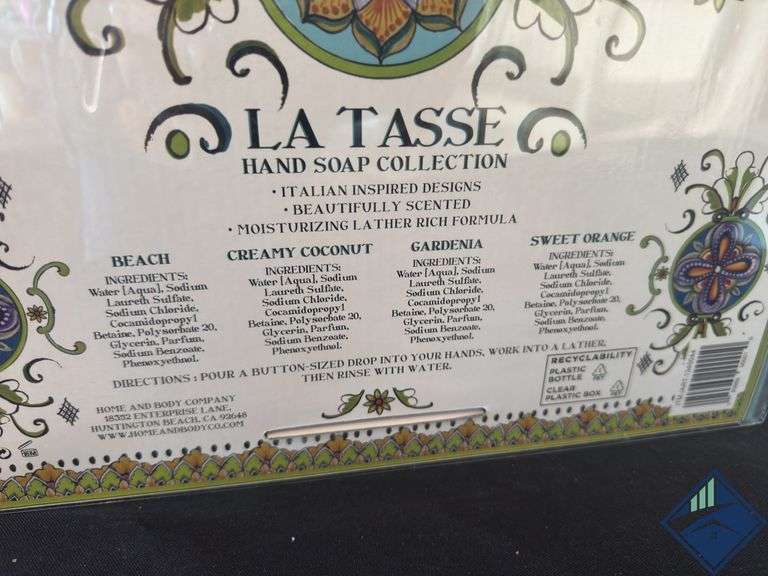 LA TASSE
HAND SOAP COLLECTION
• ITALIAN INSPIRED DESIGNS
• BEAUTIFULLY SCENTED
• MOISTURIZING LATHER RICH FORMULA
BEACH
INGREDIENTS:
Water [Aqua], Sodium
Laureth Sulfate,
Sodium Chloride,
Cocamidopropyl
Betaine, Polysorbate 20,
Glycerin, Parfum,
Sodium Benzoate,
Phenoxyethnol.
CREAMY COCONUT
INGREDIENTS:
Water [Aqua], Sodium
Laureth Sulfate,
Sodium Chloride,
Cocamidopropyl
Betaine, Polysorbate 20,
Glycerin, Parfum,
Sodium Benzoate,
Phenoxyethnol.
GARDENIA
INGREDIENTS:
Water [Aqua], Sodium
Laureth Sulfate,
Sodium Chloride,
Cocamidopropyl
Betaine, Polysorbate 20,
Glycerin, Parfum,
Sodium Benzoate,
Phenoxyethnol.
SWEET ORANGE
INGREDIENTS:
Water [Aqua], Sodium
Laureth Sulfate,
Sodium Chloride,
Cocamidopropyl
Betaine, Polysorbate 20,
Glycerin, Parfum,
Sodium Benzoate,
Phenoxyethnol.
DIRECTIONS : POUR A BUTTON-SIZED DROP INTO YOUR HANDS, WORK INTO A LATHER,
THEN RINSE WITH WATER.
HOME AND BODY COMPANY
18352 ENTERPRISE LANE,
HUNTINGTON BEACH, CA 92648
WWW.HOMEANDBODYCO.COM
RECYCLABILITY
PLASTIC
BOTTLE
CLEAR
PLASTIC BOX